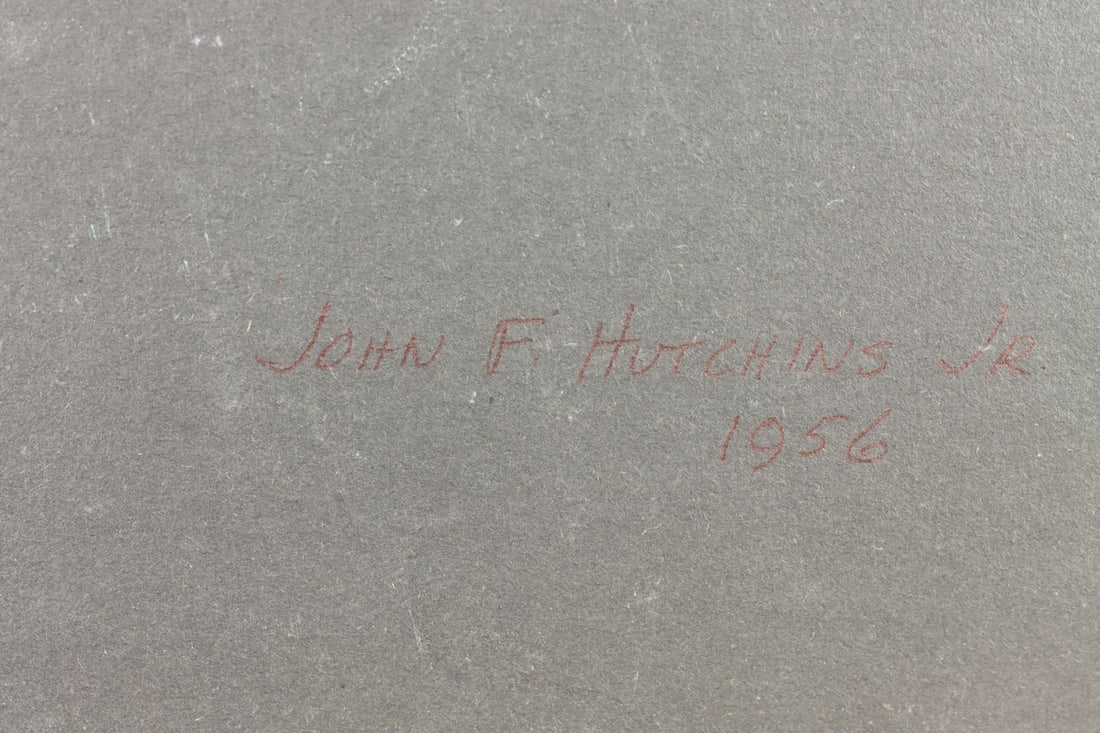 JOHN F. HUTCHINS JR.
1956